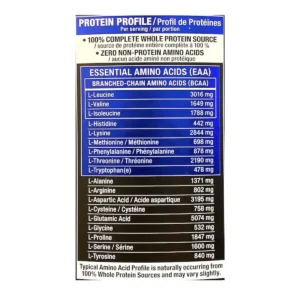 PROTEIN PROFILE / Profil de Protéines
Per serving / par portion
• 100% COMPLETE WHOLE PROTEIN SOURCE
/ source de protéine entière complète à 100 %
• ZERO NON-PROTEIN AMINO ACIDS
/ aucun acide aminé non protéique
ESSENTIAL AMINO ACIDS (EAA)
BRANCHED-CHAIN AMINO ACIDS (BCAA)
L-Leucine 3016 mg
L-Valine 1649 mg
L-Isoleucine 1788 mg
L-Histidine 442 mg
L-Lysine 2844 mg
L-Methionine / Méthionine 698 mg
L-Phenylalanine / Phénylalanine 876 mg
L-Threonine / Thréonine 2190 mg
L-Tryptophan(e) 478 mg
L-Alanine 1371 mg
L-Arginine 802 mg
L-Aspartic Acid / Acide aspartique 3195 mg
L-Cysteine / Cystéine 758 mg
L-Glutamic Acid 5074 mg
L-Glycine 532 mg
L-Proline 1847 mg
L-Serine / Sérine 1600 mg
L-Tyrosine 840 mg
Typical Amino Acid Profile is naturally occurring from
100% Whole Protein Sources and may vary slightly.